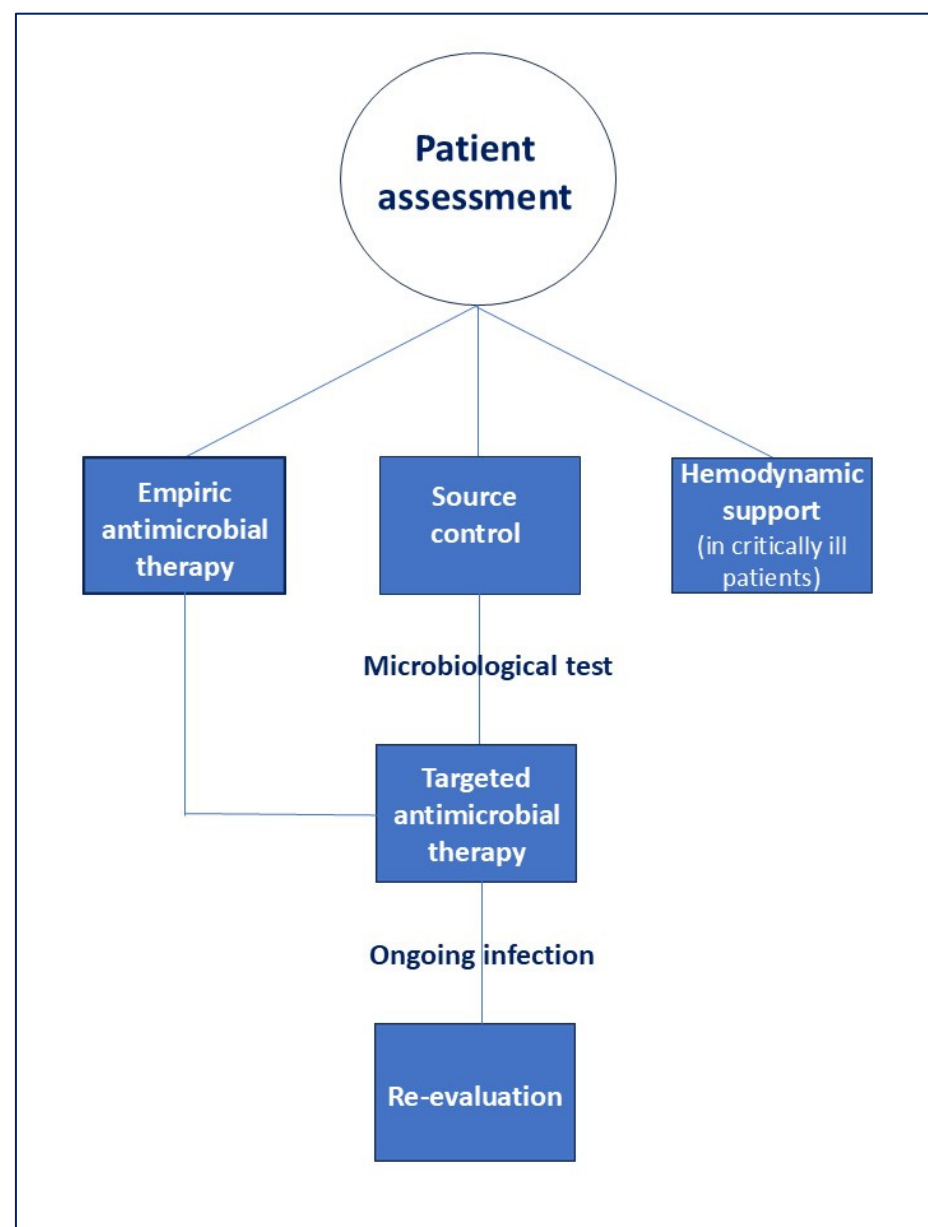 Patient
assessment
Empiric
antimicrobial
therapy
Source
control
Hemodynamic
support
(in critically ill
patients)
Microbiological test
Targeted
antimicrobial
therapy
Ongoing infection
Re-evaluation